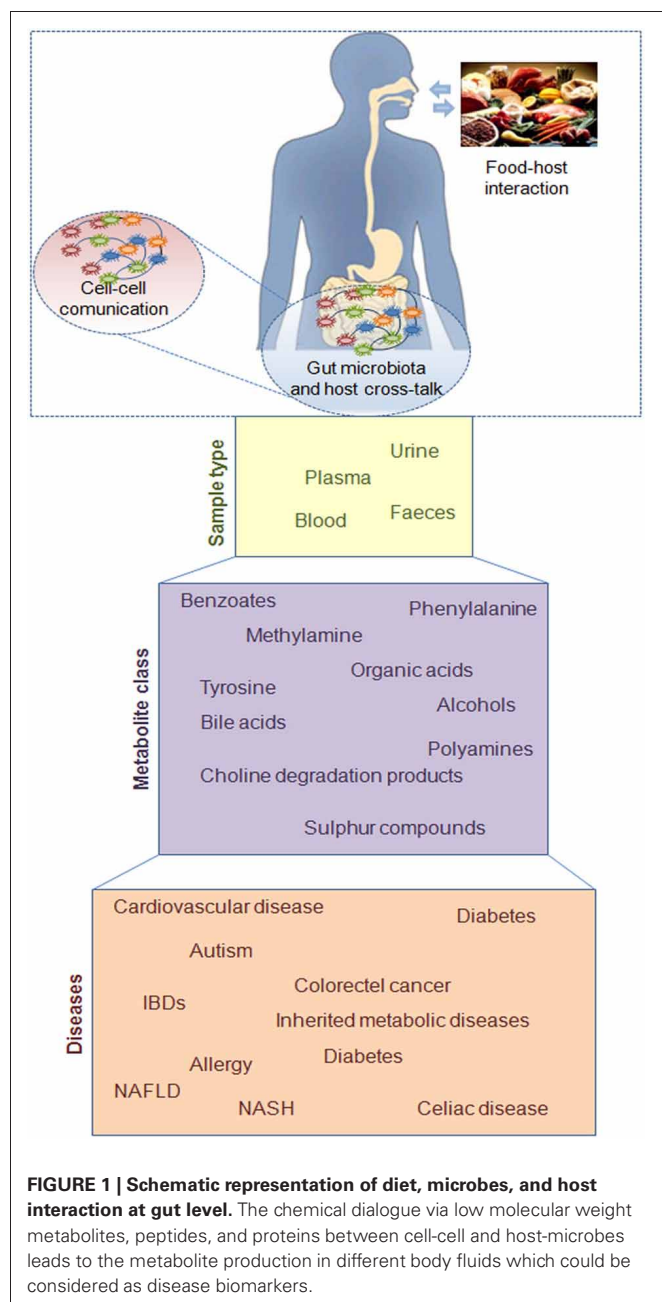 Food-host
interaction
Cell-cell
comunication
Gut microbiota
and host cross-talk
Sample type
Urine
Plasma
Blood
Faeces
Metabolite class
Benzoates
Phenylalanine
Methylamine
Organic acids
Tyrosine
Alcohols
Bile acids
Polyamines
Choline degradation products
Sulphur compounds
Diseases
Cardiovascular disease
Diabetes
Autism
Colorectel cancer
IBDs
Inherited metabolic diseases
Diabetes
Allergy
NAFLD
NASH
Celiac disease
FIGURE 1 | Schematic representation of diet, microbes, and host
interaction at gut level. The chemical dialogue via low molecular weight
metabolites, peptides, and proteins between cell-cell and host-microbes
leads to the metabolite production in different body fluids which could be
considered as disease biomarkers.